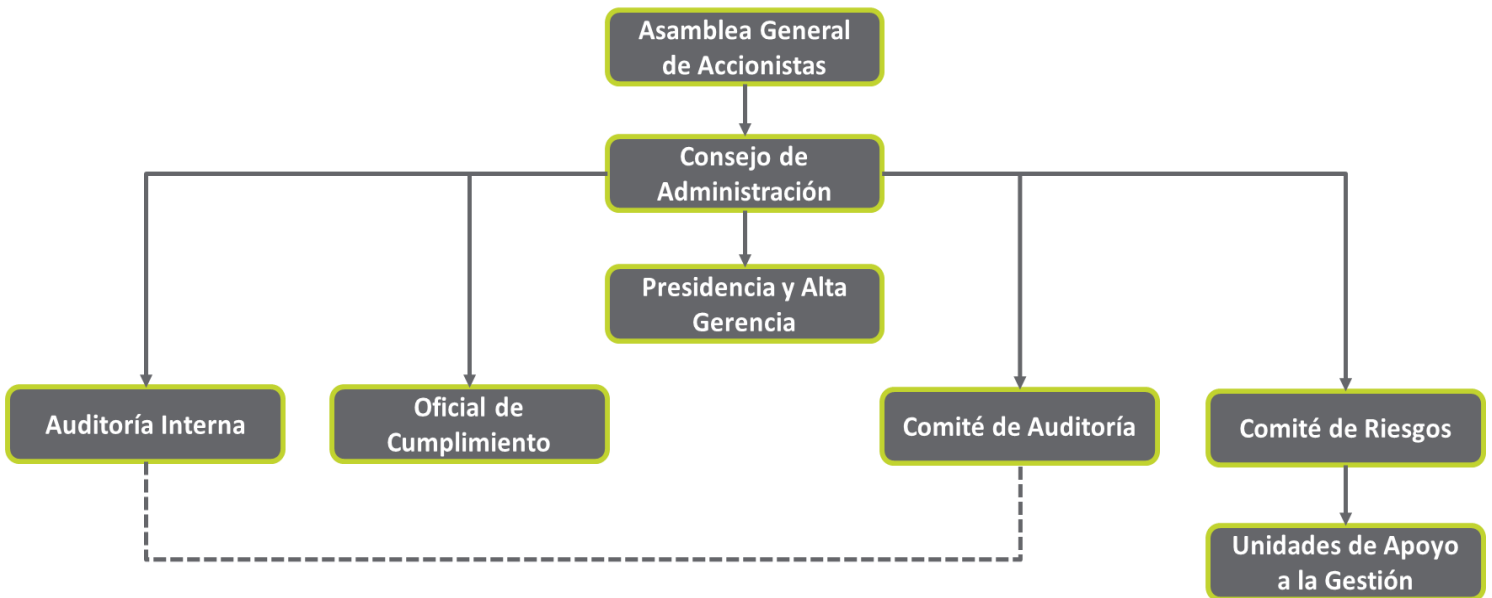 Asamblea General
de Accionistas
Consejo de
Administración
Presidencia y Alta
Gerencia
Auditoría Interna
Oficial de
Cumplimiento
Comité de Auditoría
Comité de Riesgos
Unidades de Apoyo
a la Gestión